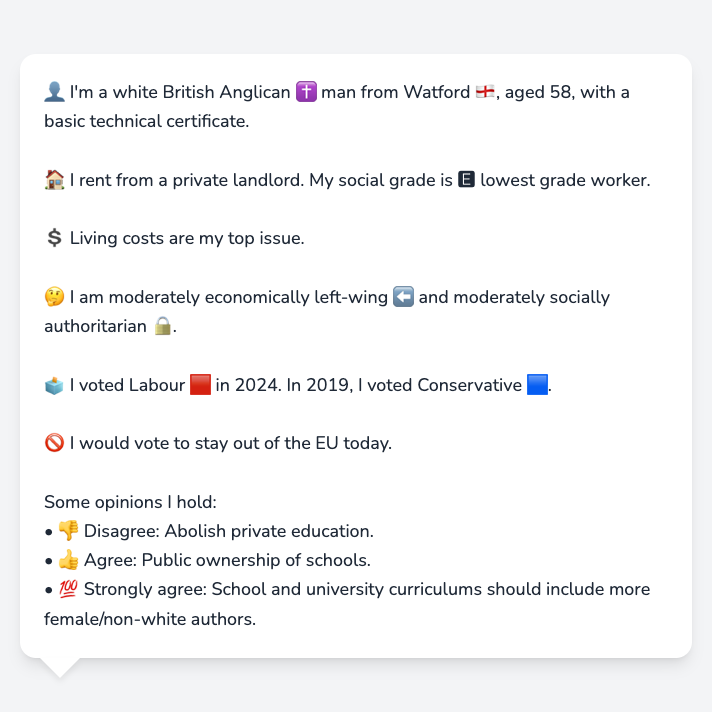 👤 I'm a white British Anglican ✝️ man from Watford 🏴󠁧󠁢󠁥󠁮󠁧󠁿, aged 58, with a
basic technical certificate.
🏠 I rent from a private landlord. My social grade is 🅴 lowest grade worker.
💲 Living costs are my top issue.
🤔 I am moderately economically left-wing ⬅️ and moderately socially
authoritarian 🔒.
🗳️ I voted Labour 🟥 in 2024. In 2019, I voted Conservative 🟦.
🚫 I would vote to stay out of the EU today.
Some opinions I hold:
• 👎 Disagree: Abolish private education.
• 👍 Agree: Public ownership of schools.
• 💯 Strongly agree: School and university curriculums should include more
female/non-white authors.